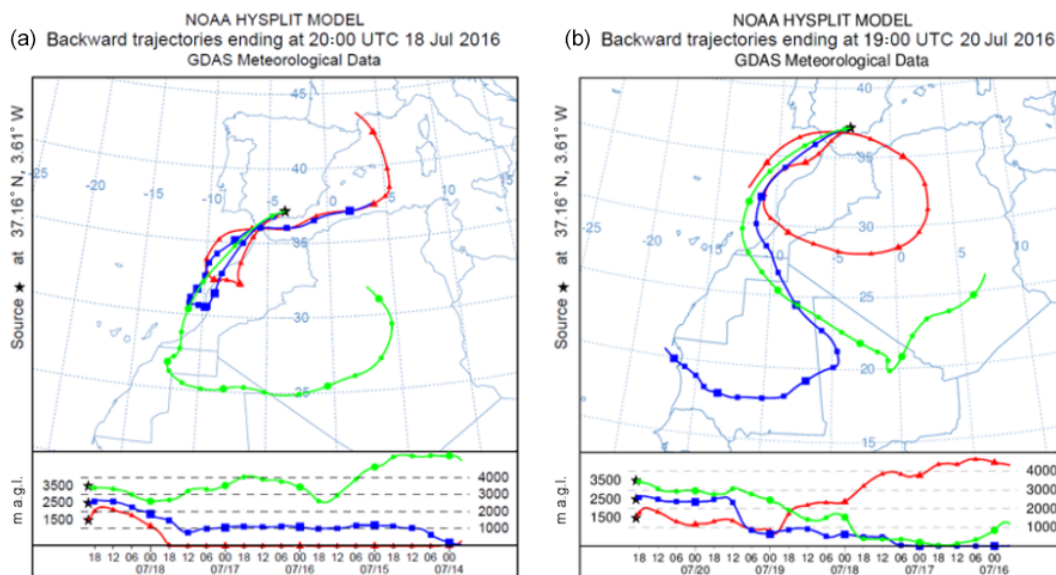 NOAA HYSPLIT MODEL
(a) Backward trajectories ending at 20:00 UTC 18 Jul 2016
GDAS Meteorological Data
Source ★ at 37.16° N, 3.61° W
45
40
35
30
25
-25
-20
-15
-10
-5
0
5
10
15
m a.g.l.
3500
2500
1500
4000
3000
2000
1000
18 12 06 00 18 12 06 00 18 12 06 00 18 12 06 00 18 12 06 00
07/18 07/17 07/16 07/15 07/14
NOAA HYSPLIT MODEL
(b) Backward trajectories ending at 19:00 UTC 20 Jul 2016
GDAS Meteorological Data
Source ★ at 37.16° N, 3.61° W
40
35
30
25
20
15
-20
-15
-10
-5
0
5
10
m a.g.l.
3500
2500
1500
4000
3000
2000
1000
18 12 06 00 18 12 06 00 18 12 06 00 18 12 06 00 18 12 06 00
07/20 07/19 07/18 07/17 07/16